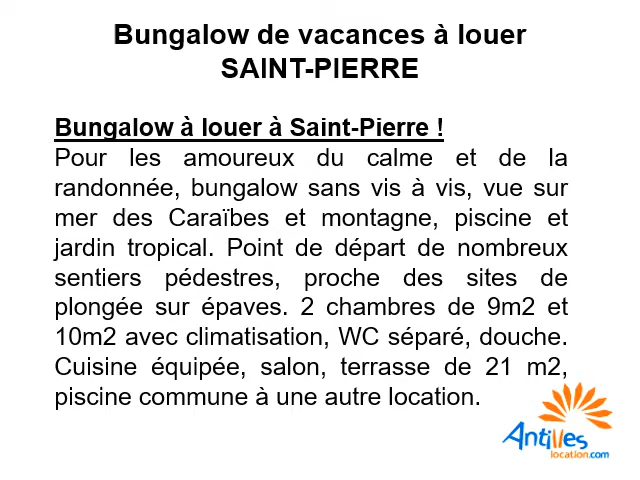 Bungalow de vacances à louer
SAINT-PIERRE
Bungalow à louer à Saint-Pierre !
Pour les amoureux du calme et de la
randonnée, bungalow sans vis à vis, vue sur
mer des Caraïbes et montagne, piscine et
jardin tropical. Point de départ de nombreux
sentiers pédestres, proche des sites de
plongée sur épaves. 2 chambres de 9m2 et
10m2 avec climatisation, WC séparé, douche.
Cuisine équipée, salon, terrasse de 21 m2,
piscine commune à une autre location.
Antilles
location.com